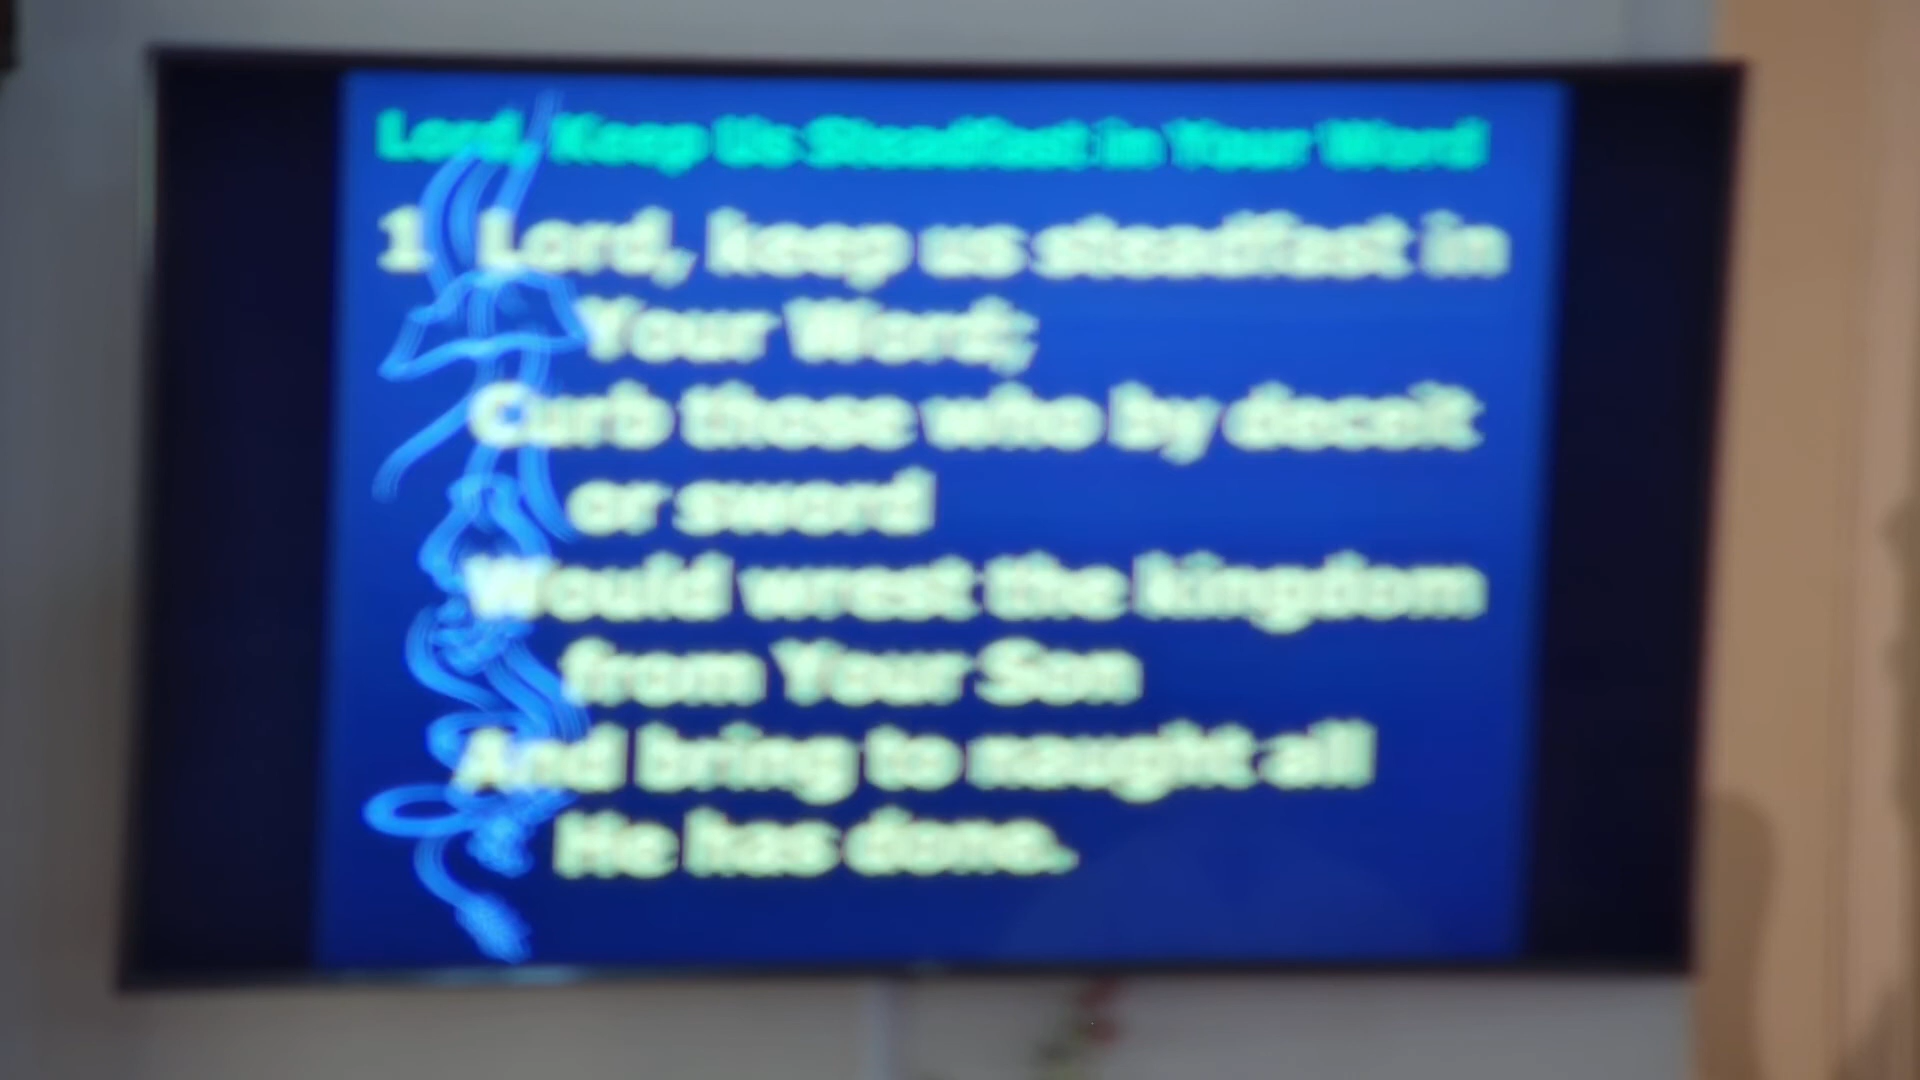 Lord, Keep Us Steadfast in Your Word
1 Lord, keep us steadfast in
Your Word;
Curb those who by deceit
or sword
Would wrest the kingdom
from Your Son
And bring to naught all
He has done.